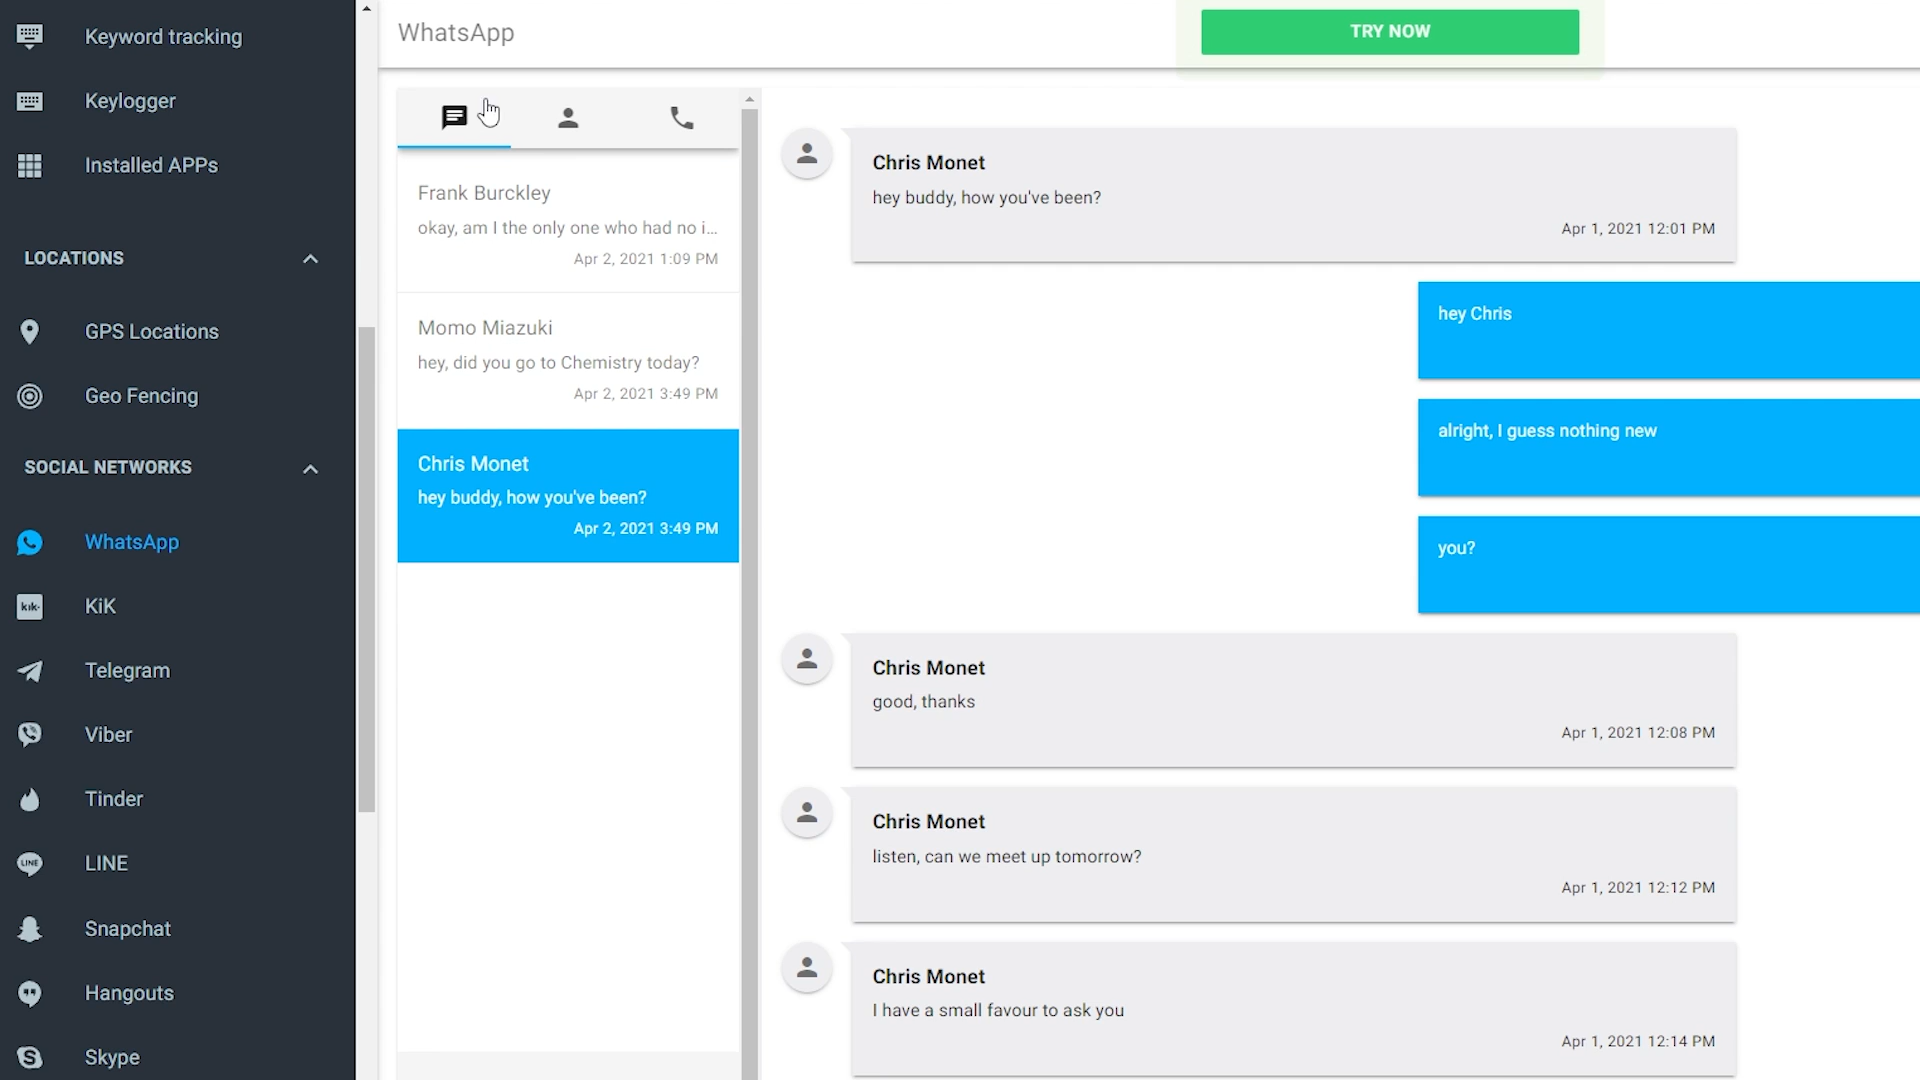 Keyword tracking
Keylogger
Installed APPs
LOCATIONS
GPS Locations
Geo Fencing
SOCIAL NETWORKS
WhatsApp
kik
KiK
Telegram
Viber
Tinder
LINE
LINE
Snapchat
Hangouts
Skype
WhatsApp
TRY NOW
Frank Burckley
okay, am I the only one who had no i...
Apr 2, 2021 1:09 PM
Momo Miazuki
hey, did you go to Chemistry today?
Apr 2, 2021 3:49 PM
Chris Monet
hey buddy, how you've been?
Apr 2, 2021 3:49 PM
Chris Monet
hey buddy, how you've been?
Apr 1, 2021 12:01 PM
hey Chris
alright, I guess nothing new
you?
Chris Monet
good, thanks
Apr 1, 2021 12:08 PM
Chris Monet
listen, can we meet up tomorrow?
Apr 1, 2021 12:12 PM
Chris Monet
I have a small favour to ask you
Apr 1, 2021 12:14 PM